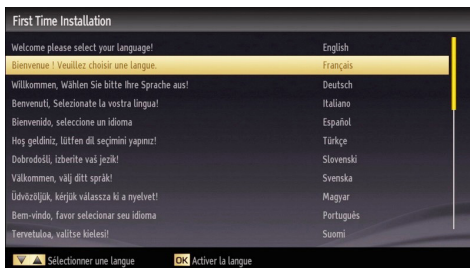 First Time Installation
Welcome please select your language! English
Bienvenue ! Veuillez choisir une langue. Français
Willkommen, Wählen Sie bitte Ihre Sprache aus! Deutsch
Benvenuti, Selezionate la vostra lingua! Italiano
Bienvenido, seleccione un idioma Español
Hoş geldiniz, lütfen dil seçimini yapınız! Türkçe
Dobrodošli, izberite vaš jezik! Slovenski
Välkommen, välj ditt språk! Svenska
Üdvözöljük, kérjük válassza ki a nyelvet! Magyar
Bem-vindo, favor selecionar seu idioma Português
Tervetuloa, valitse kielesi! Suomi
Sélectionner une langue OK Activer la langue